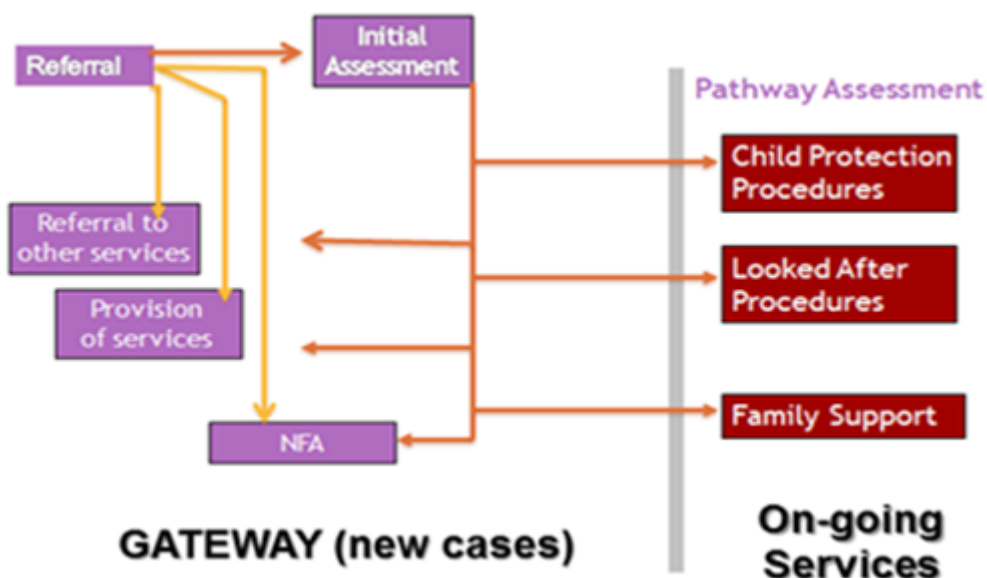 Initial
Assessment
Referral
Pathway Assessment
Child Protection
Procedures
Referral to
other services
Looked After
Procedures
Provision
of services
Family Support
NFA
GATEWAY (new cases)
On-going
Services